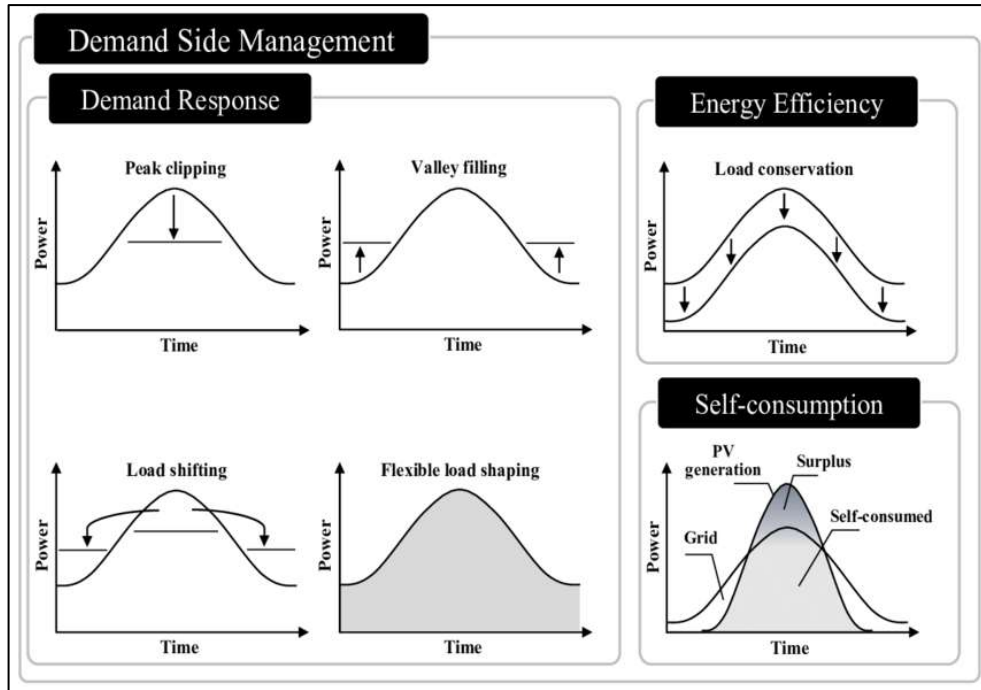 Demand Side Management
Demand Response
Peak clipping
Power
Time
Valley filling
Power
Time
Load shifting
Power
Time
Flexible load shaping
Power
Time
Energy Efficiency
Load conservation
Power
Time
Self-consumption
PV
generation
Surplus
Self-consumed
Grid
Power
Time